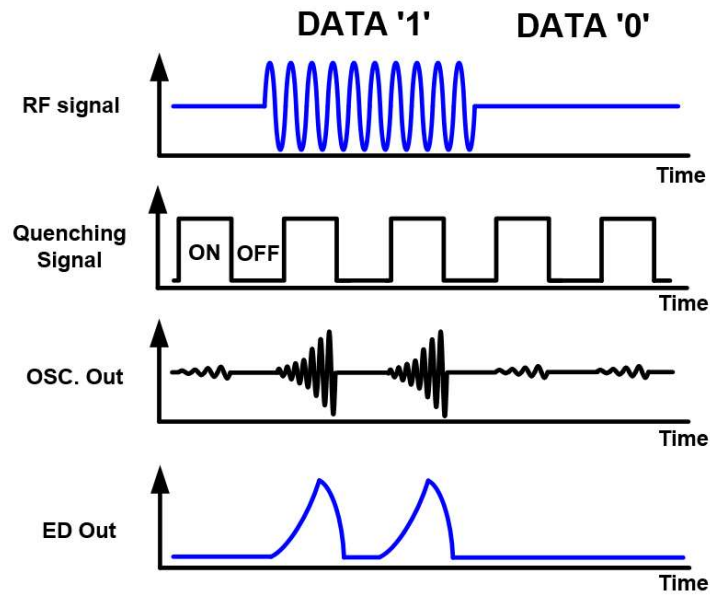 DATA '1' DATA '0'
RF signal
Time
Quenching
Signal
ON OFF
Time
OSC. Out
Time
ED Out
Time